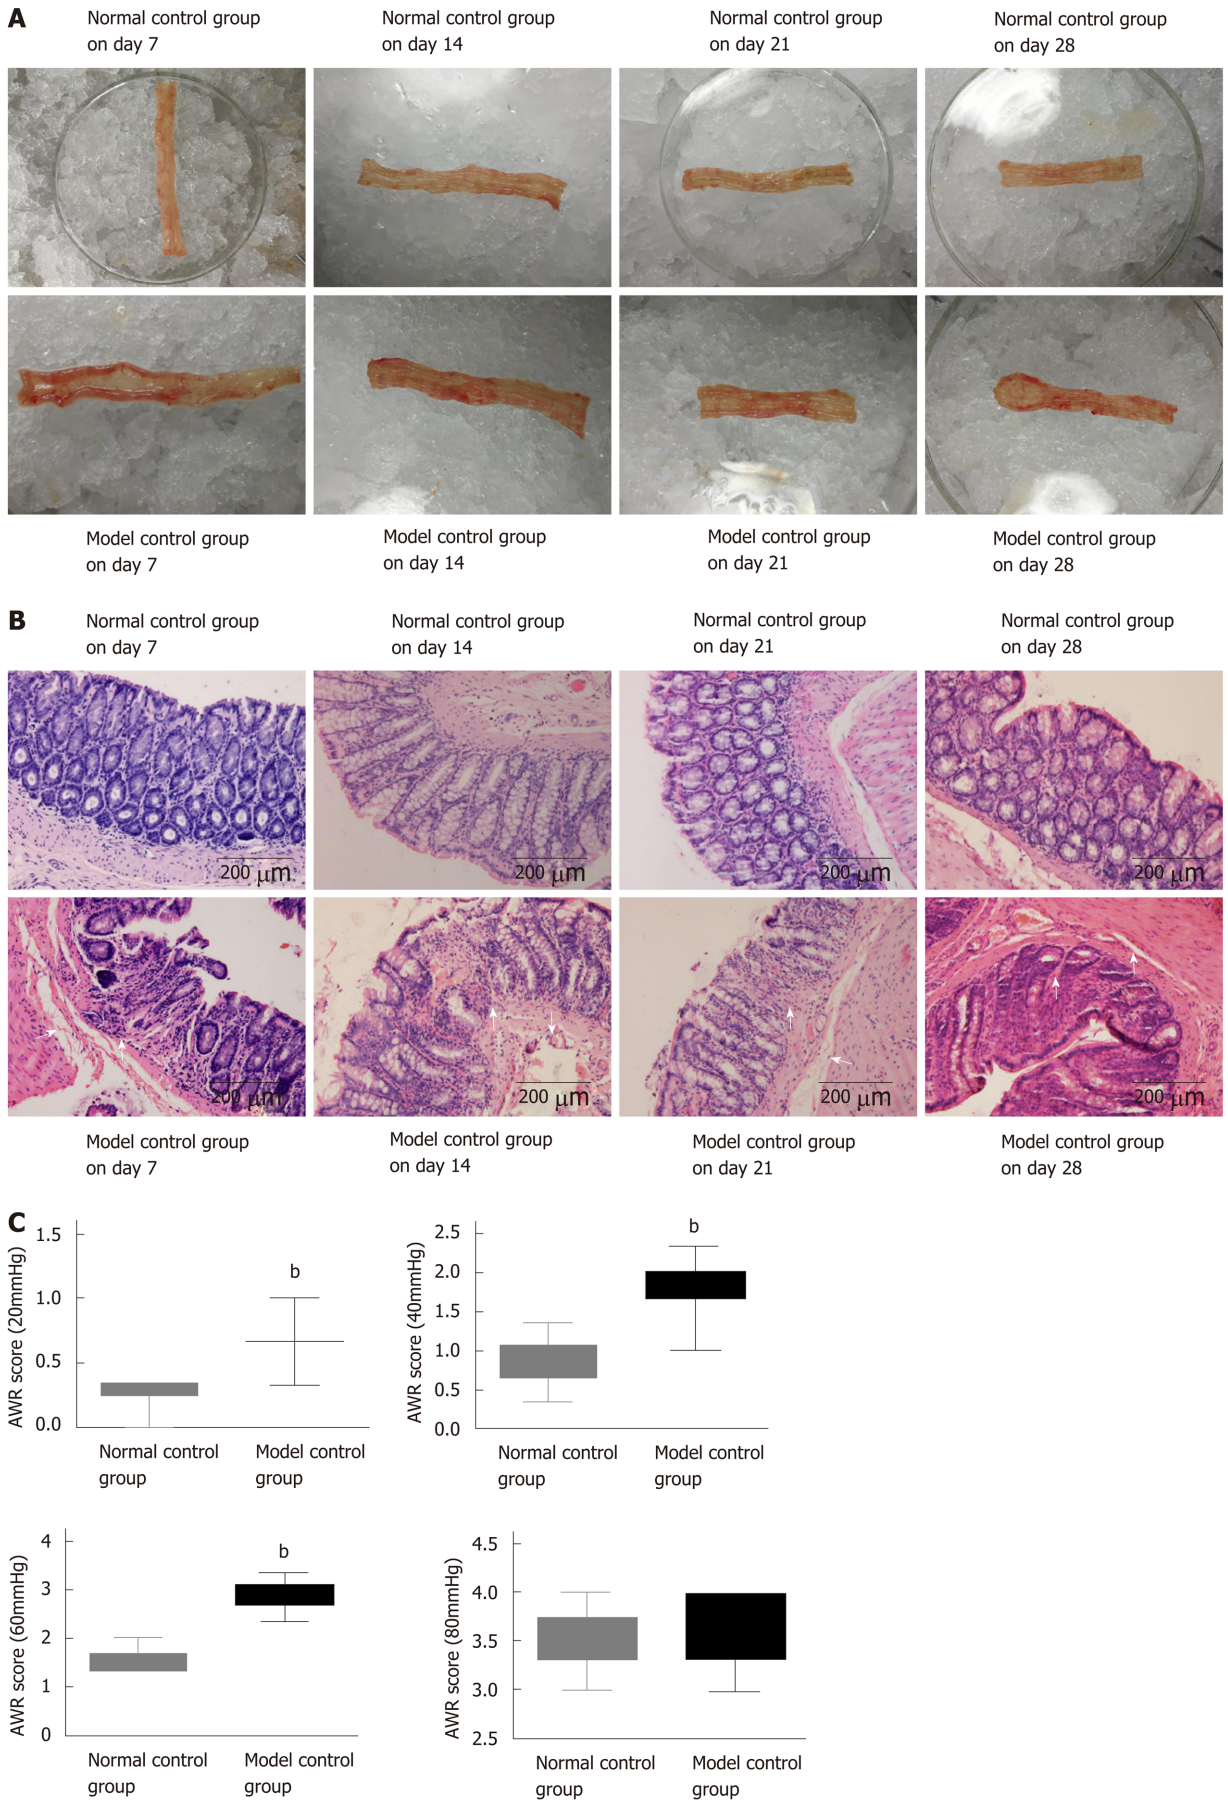 A
Normal control group
on day 7
Normal control group
on day 14
Normal control group
on day 21
Normal control group
on day 28
Model control group
on day 7
Model control group
on day 14
Model control group
on day 21
Model control group
on day 28
B
Normal control group
on day 7
Normal control group
on day 14
Normal control group
on day 21
Normal control group
on day 28
200 μm
200 μm
200 μm
200 μm
200 μm
200 μm
200 μm
200 μm
Model control group
on day 7
Model control group
on day 14
Model control group
on day 21
Model control group
on day 28
C
AWR score (20mmHg)
1.5
1.0
0.5
0.0
b
Normal control
group
Model control
group
AWR score (40mmHg)
2.5
2.0
1.5
1.0
0.5
0.0
b
Normal control
group
Model control
group
AWR score (60mmHg)
4
3
2
1
0
b
Normal control
group
Model control
group
AWR score (80mmHg)
4.5
4.0
3.5
3.0
2.5
Normal control
group
Model control
group